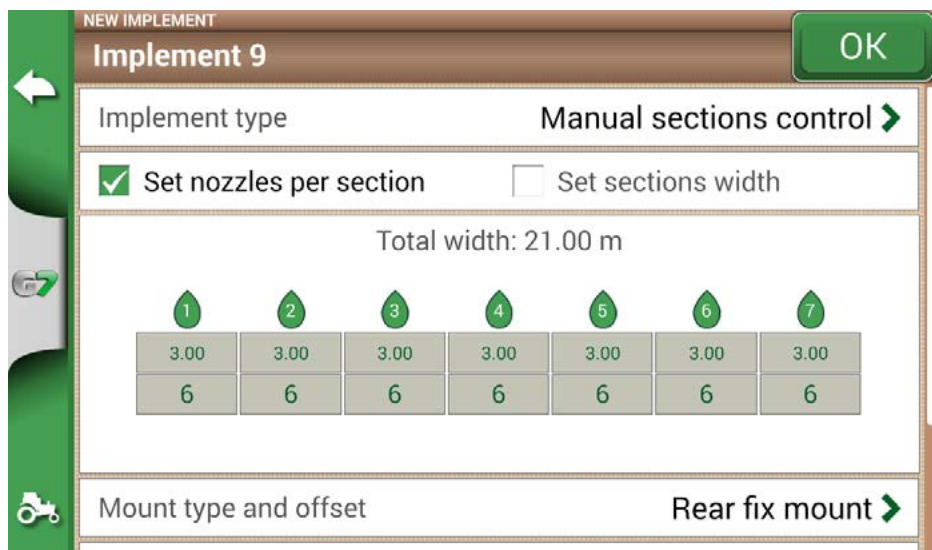 NEW IMPLEMENT
Implement 9
OK
Implement type Manual sections control
Set nozzles per section Set sections width
Total width: 21.00 m
G7
1 2 3 4 5 6 7
3.00 3.00 3.00 3.00 3.00 3.00 3.00
6 6 6 6 6 6 6
Mount type and offset Rear fix mount